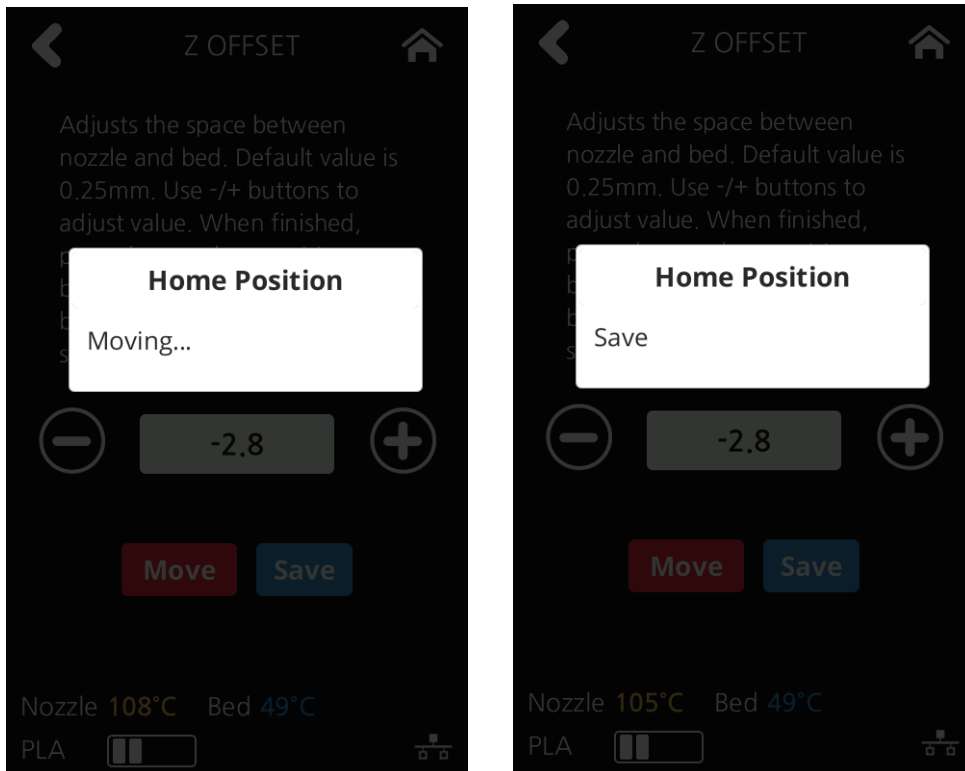 Z OFFSET
Adjusts the space between
nozzle and bed. Default value is
0.25mm. Use -/+ buttons to
adjust value. When finished,
Home Position
Moving...
-2.8
Move Save
Nozzle 108°C Bed 49°C
PLA
Z OFFSET
Adjusts the space between
nozzle and bed. Default value is
0.25mm. Use -/+ buttons to
adjust value. When finished,
Home Position
Save
-2.8
Move Save
Nozzle 105°C Bed 49°C
PLA